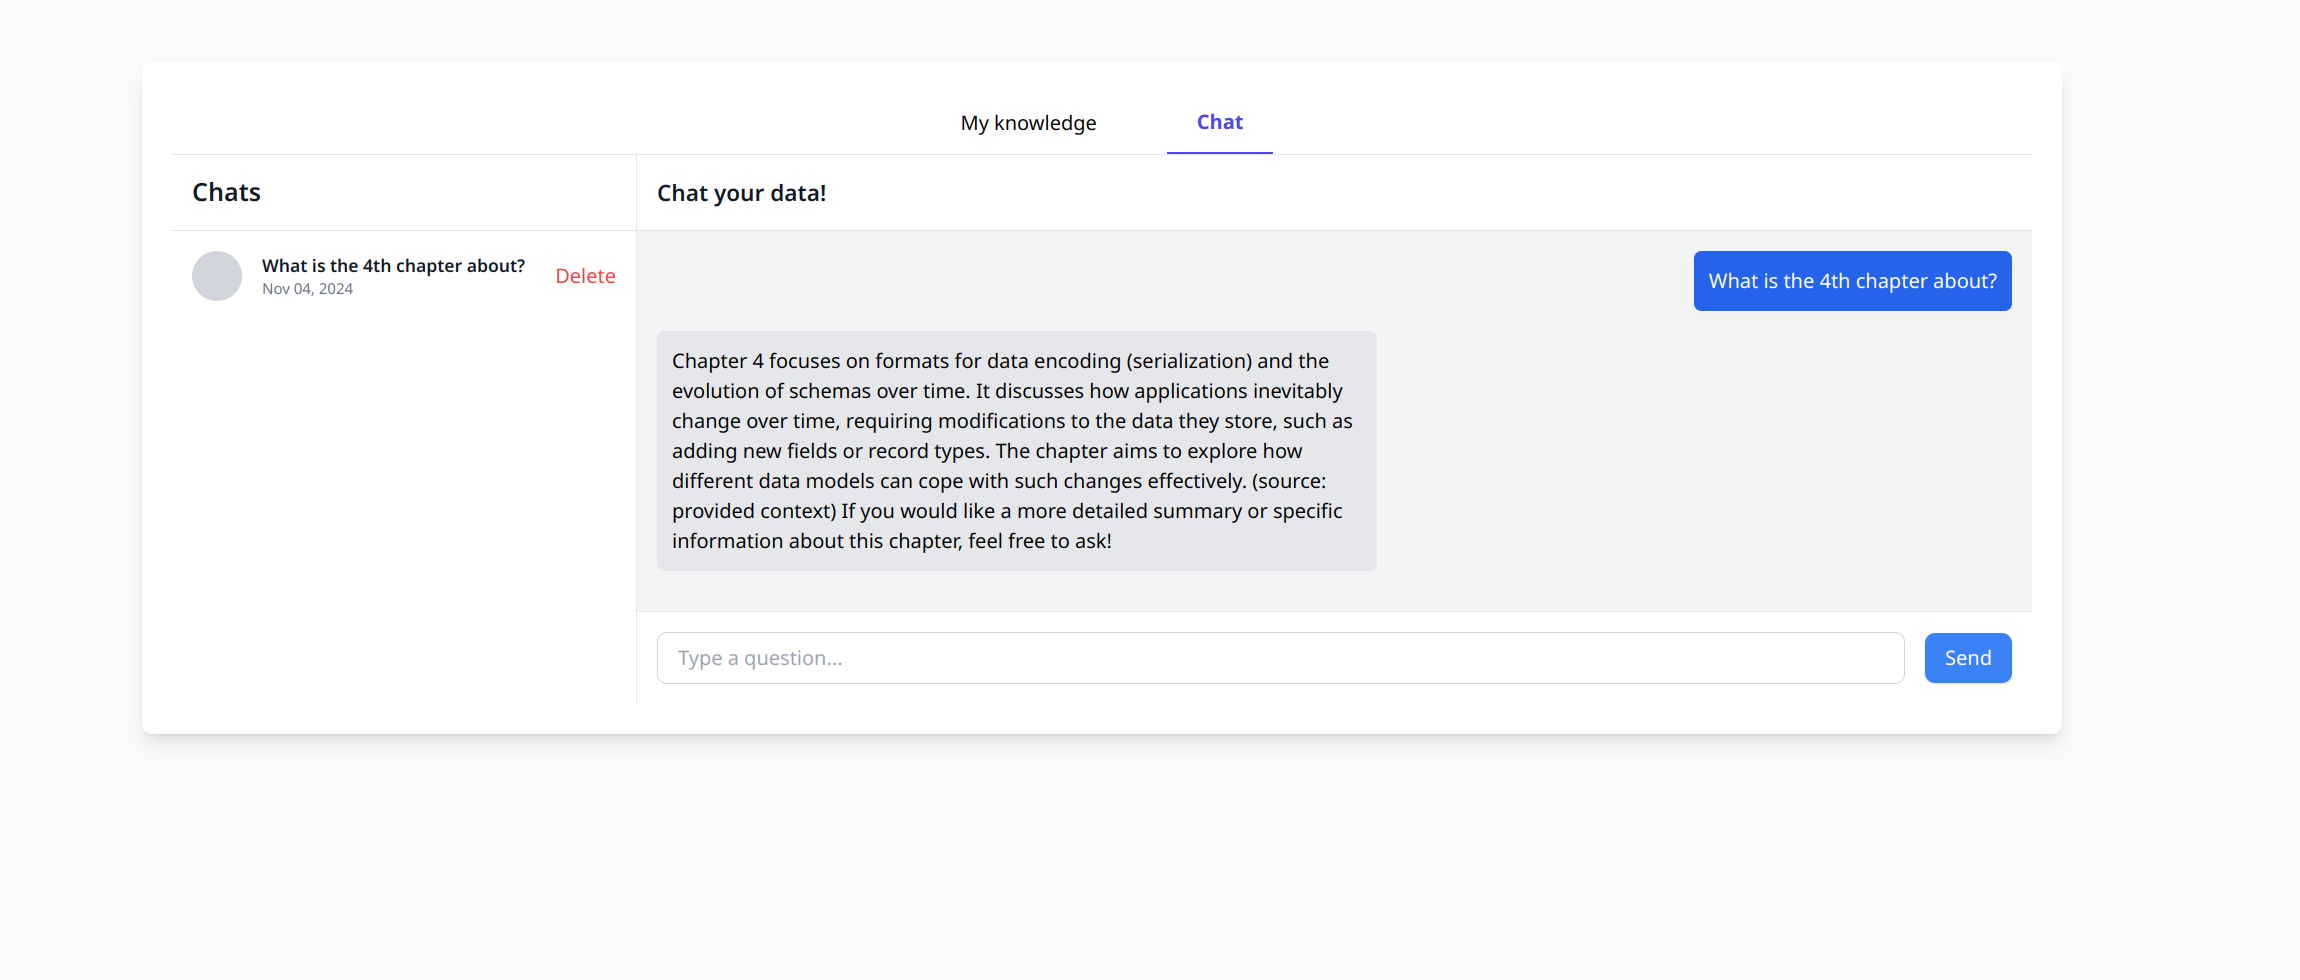 My knowledge
Chat
Chats
Chat your data!
What is the 4th chapter about?
Nov 04, 2024
Delete
What is the 4th chapter about?
Chapter 4 focuses on formats for data encoding (serialization) and the
evolution of schemas over time. It discusses how applications inevitably
change over time, requiring modifications to the data they store, such as
adding new fields or record types. The chapter aims to explore how
different data models can cope with such changes effectively. (source:
provided context) If you would like a more detailed summary or specific
information about this chapter, feel free to ask!
Type a question...
Send